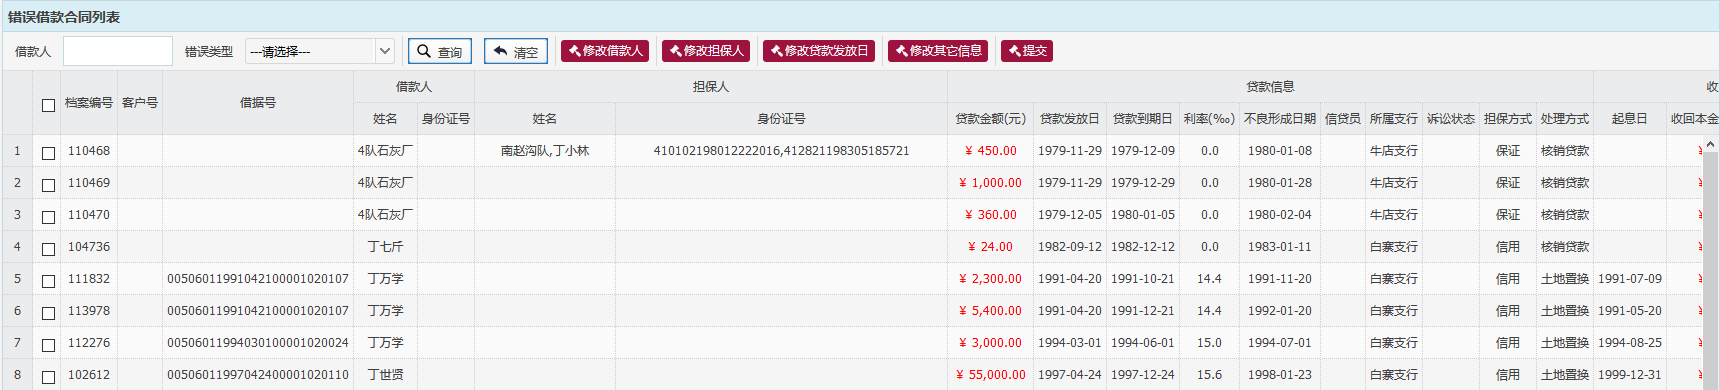 错误借款合同列表
借款人 错误类型 ---请选择--- 查询 清空 修改借款人 修改担保人 修改贷款发放日 修改其它信息 提交
借款人 担保人 贷款信息 收
档案编号 客户号 借据号
姓名 身份证号 姓名 身份证号 贷款金额(元) 贷款发放日 贷款到期日 利率(‰) 不良形成日期 信贷员 所属支行 诉讼状态 担保方式 处理方式 起息日 收回本金
1 110468 4队石灰厂 南赵沟队,丁小林 410102198012222016,412821198305185721 ¥ 450.00 1979-11-29 1979-12-09 0.0 1980-01-08 牛店支行 保证 核销贷款 ¥
2 110469 4队石灰厂 ¥ 1,000.00 1979-11-29 1979-12-29 0.0 1980-01-28 牛店支行 保证 核销贷款 ¥
3 110470 4队石灰厂 ¥ 360.00 1979-12-05 1980-01-05 0.0 1980-02-04 牛店支行 保证 核销贷款 ¥
4 104736 丁七斤 ¥ 24.00 1982-09-12 1982-12-12 0.0 1983-01-11 白寨支行 信用 核销贷款 ¥
5 111832 00506011991042100001020107 丁万学 ¥ 2,300.00 1991-04-20 1991-10-21 14.4 1991-11-20 白寨支行 信用 土地置换 1991-07-09 ¥
6 113978 00506011991042100001020107 丁万学 ¥ 5,400.00 1991-04-20 1991-12-21 14.4 1992-01-20 白寨支行 信用 土地置换 1991-05-20 ¥
7 112276 00506011994030100001020024 丁万学 ¥ 3,000.00 1994-03-01 1994-06-01 15.0 1994-07-01 白寨支行 信用 土地置换 1994-08-25 ¥
8 102612 00506011997042400001020110 丁世贤 ¥ 55,000.00 1997-04-24 1997-12-24 15.6 1998-01-23 白寨支行 信用 土地置换 1999-12-31 ¥